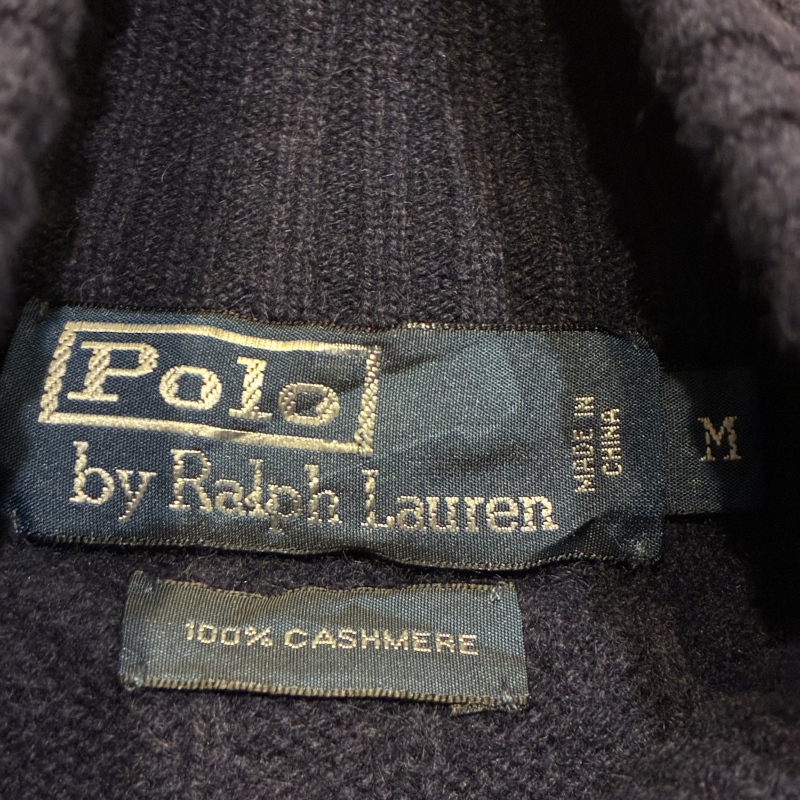 Polo
by Ralph Lauren
MADE IN
CHINA
M
100% CASHMERE